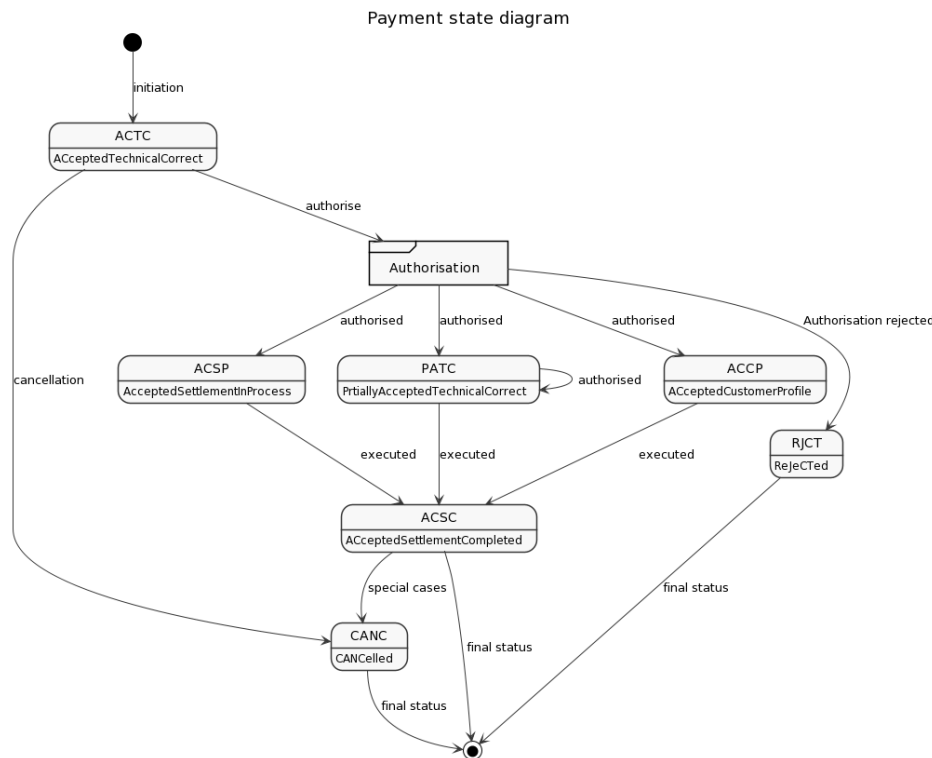 Payment state diagram
initiation
ACTC
ACceptedTechnicalCorrect
authorise
Authorisation
authorised
authorised
authorised
Authorisation rejected
ACSP
AcceptedSettlementInProcess
PATC
PrtiallyAcceptedTechnicalCorrect
authorised
ACCP
ACceptedCustomerProfile
cancellation
RJCT
ReJeCTed
executed
executed
executed
ACSC
ACceptedSettlementCompleted
special cases
final status
CANC
CANCelled
final status
final status